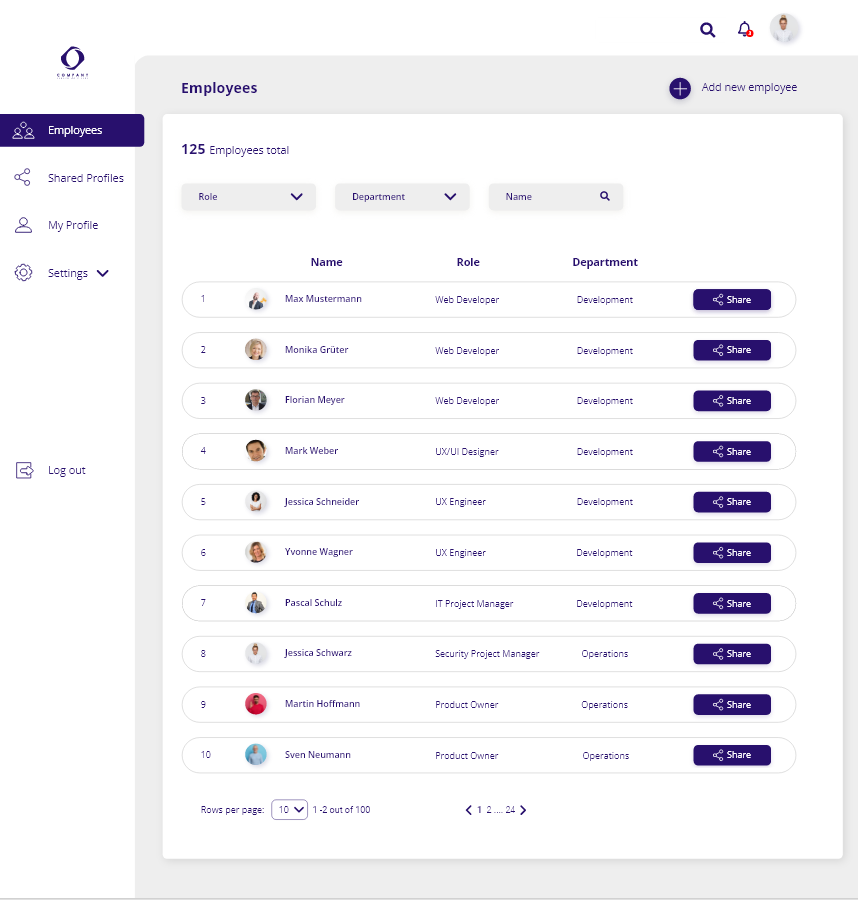 COMPANY
Employees
Add new employee
Employees
Shared Profiles
My Profile
Settings
Log out
125 Employees total
Role
Department
Name
Name Role Department
1 Max Mustermann Web Developer Development Share
2 Monika Grüter Web Developer Development Share
3 Florian Meyer Web Developer Development Share
4 Mark Weber UX/UI Designer Development Share
5 Jessica Schneider UX Engineer Development Share
6 Yvonne Wagner UX Engineer Development Share
7 Pascal Schulz IT Project Manager Development Share
8 Jessica Schwarz Security Project Manager Operations Share
9 Martin Hoffmann Product Owner Operations Share
10 Sven Neumann Product Owner Operations Share
Rows per page: 10 1 -2 out of 100 1 2 .... 24